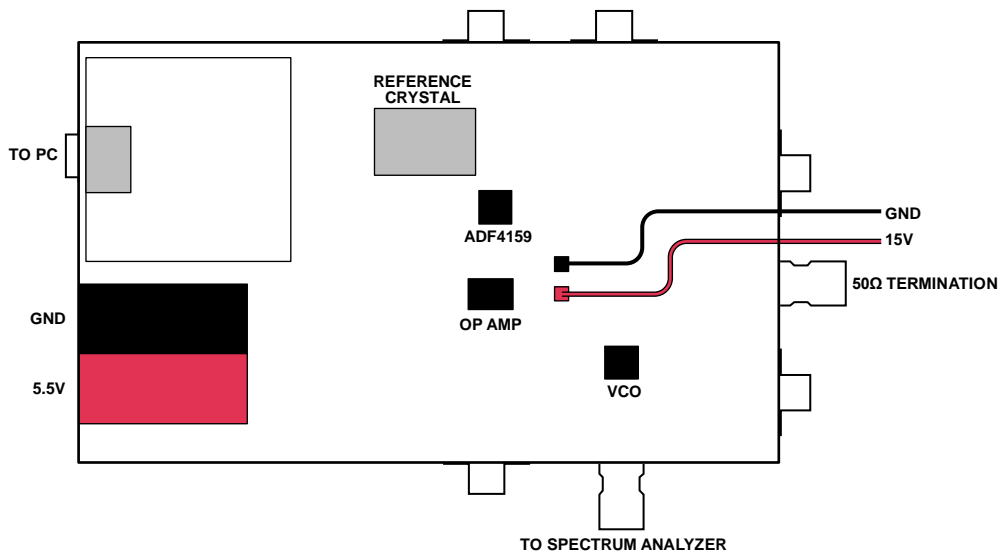 REFERENCE
CRYSTAL
TO PC
ADF4159
GND
15V
50Ω TERMINATION
GND
OP AMP
5.5V
VCO
TO SPECTRUM ANALYZER